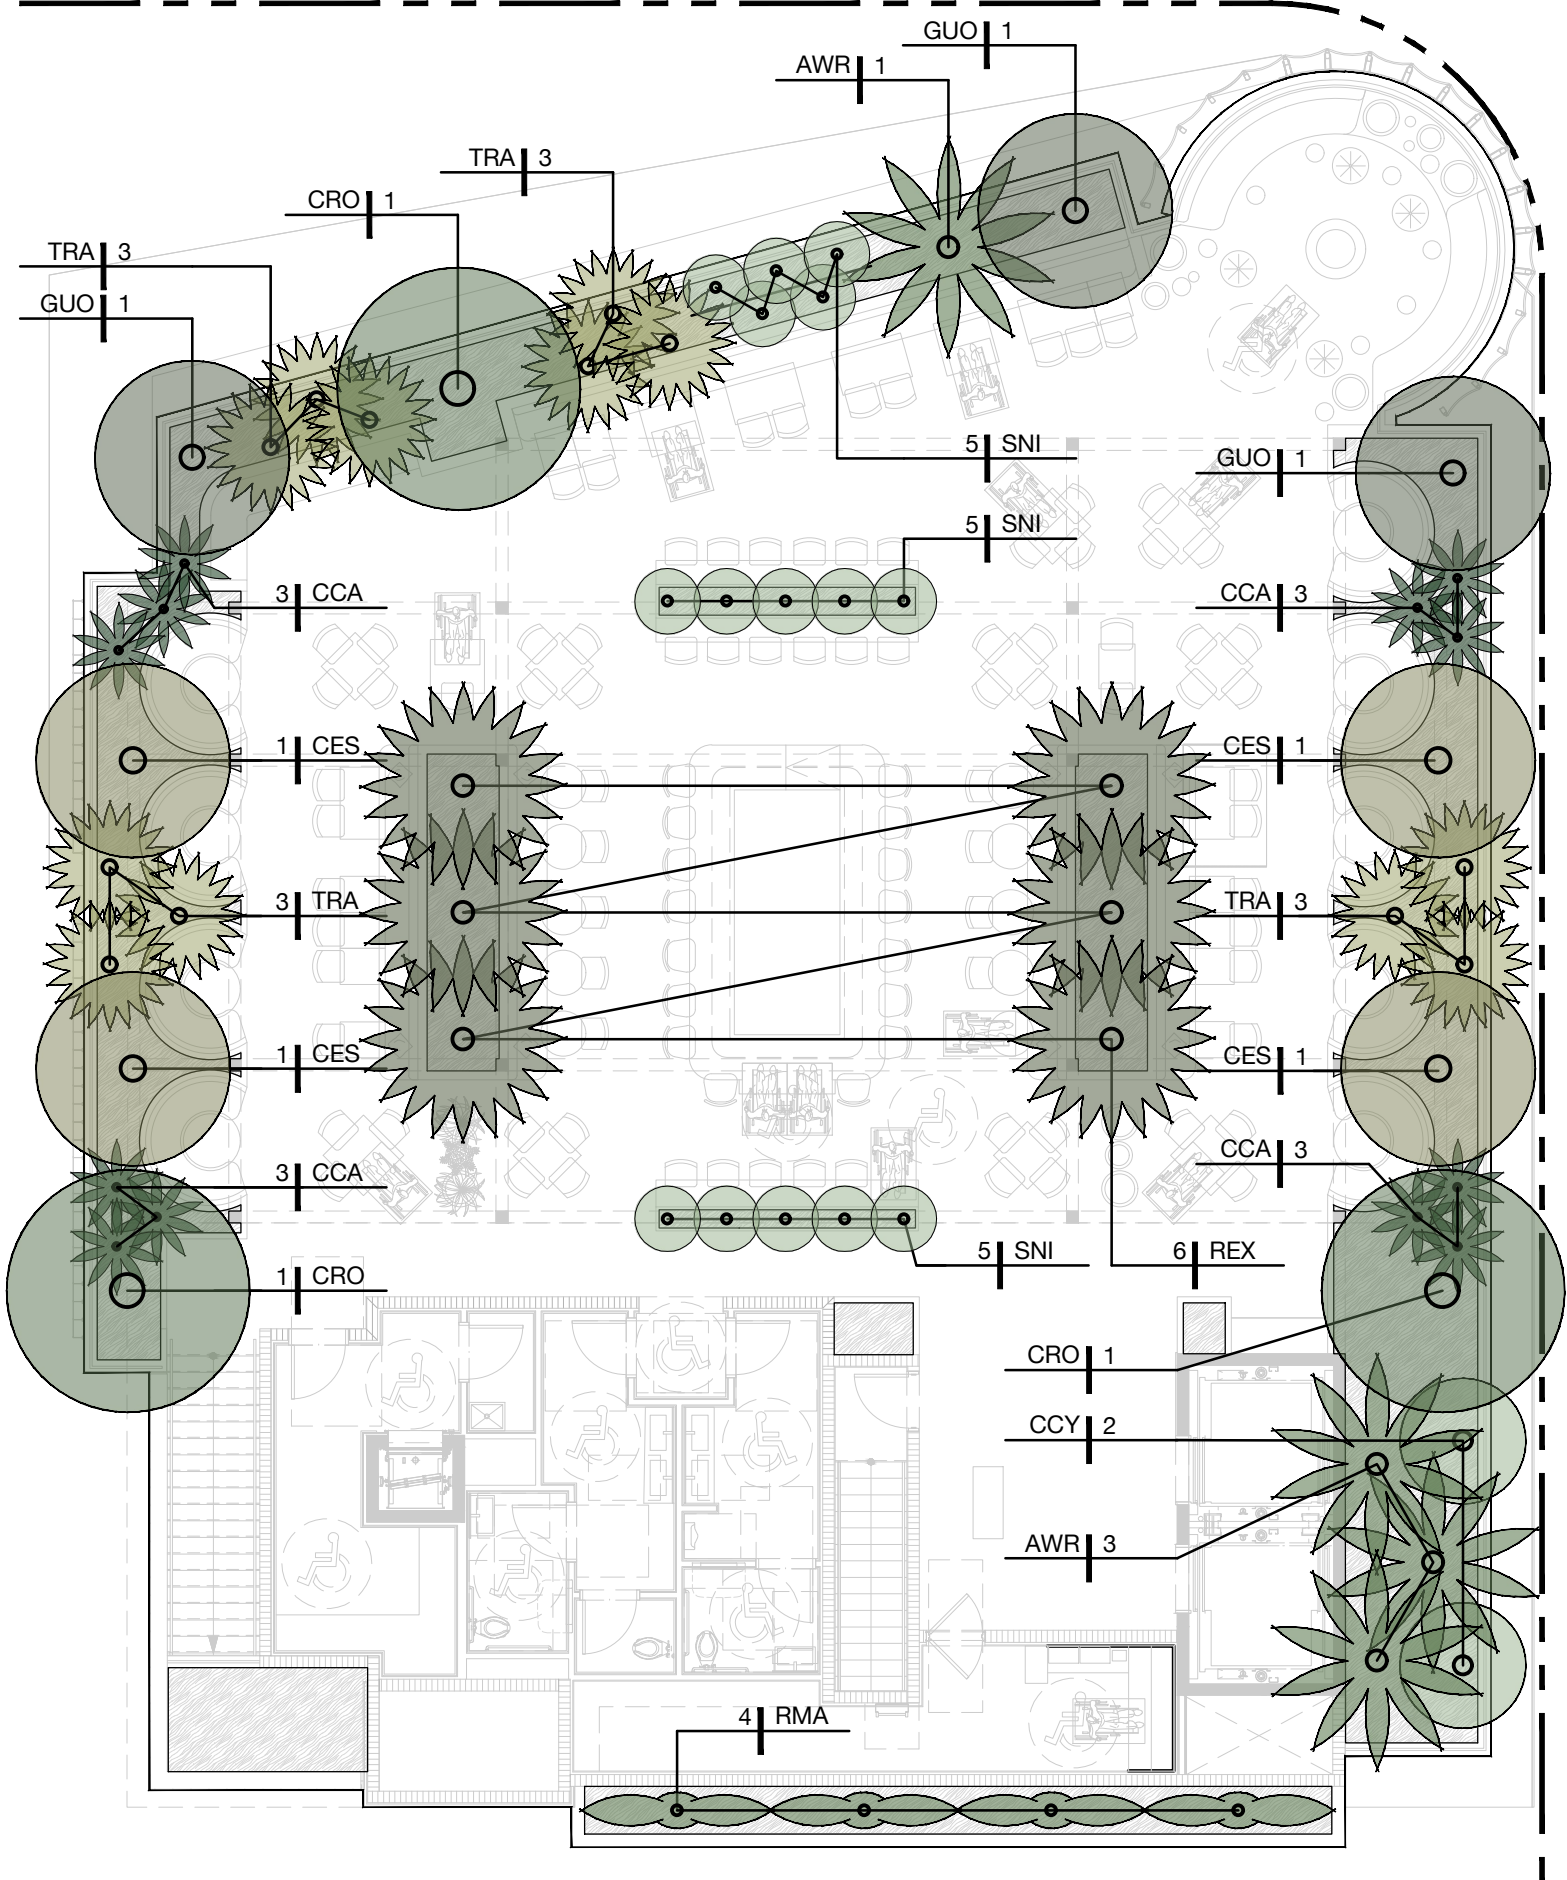 GUO 1
AWR 1
TRA 3
CRO 1
TRA 3
GUO 1
5 SNI
GUO 1
5 SNI
3 CCA
CCA 3
1 CES
CES 1
3 TRA
TRA 3
1 CES
CES 1
CCA 3
3 CCA
5 SNI
6 REX
1 CRO
CRO 1
CCY 2
AWR 3
4 RMA